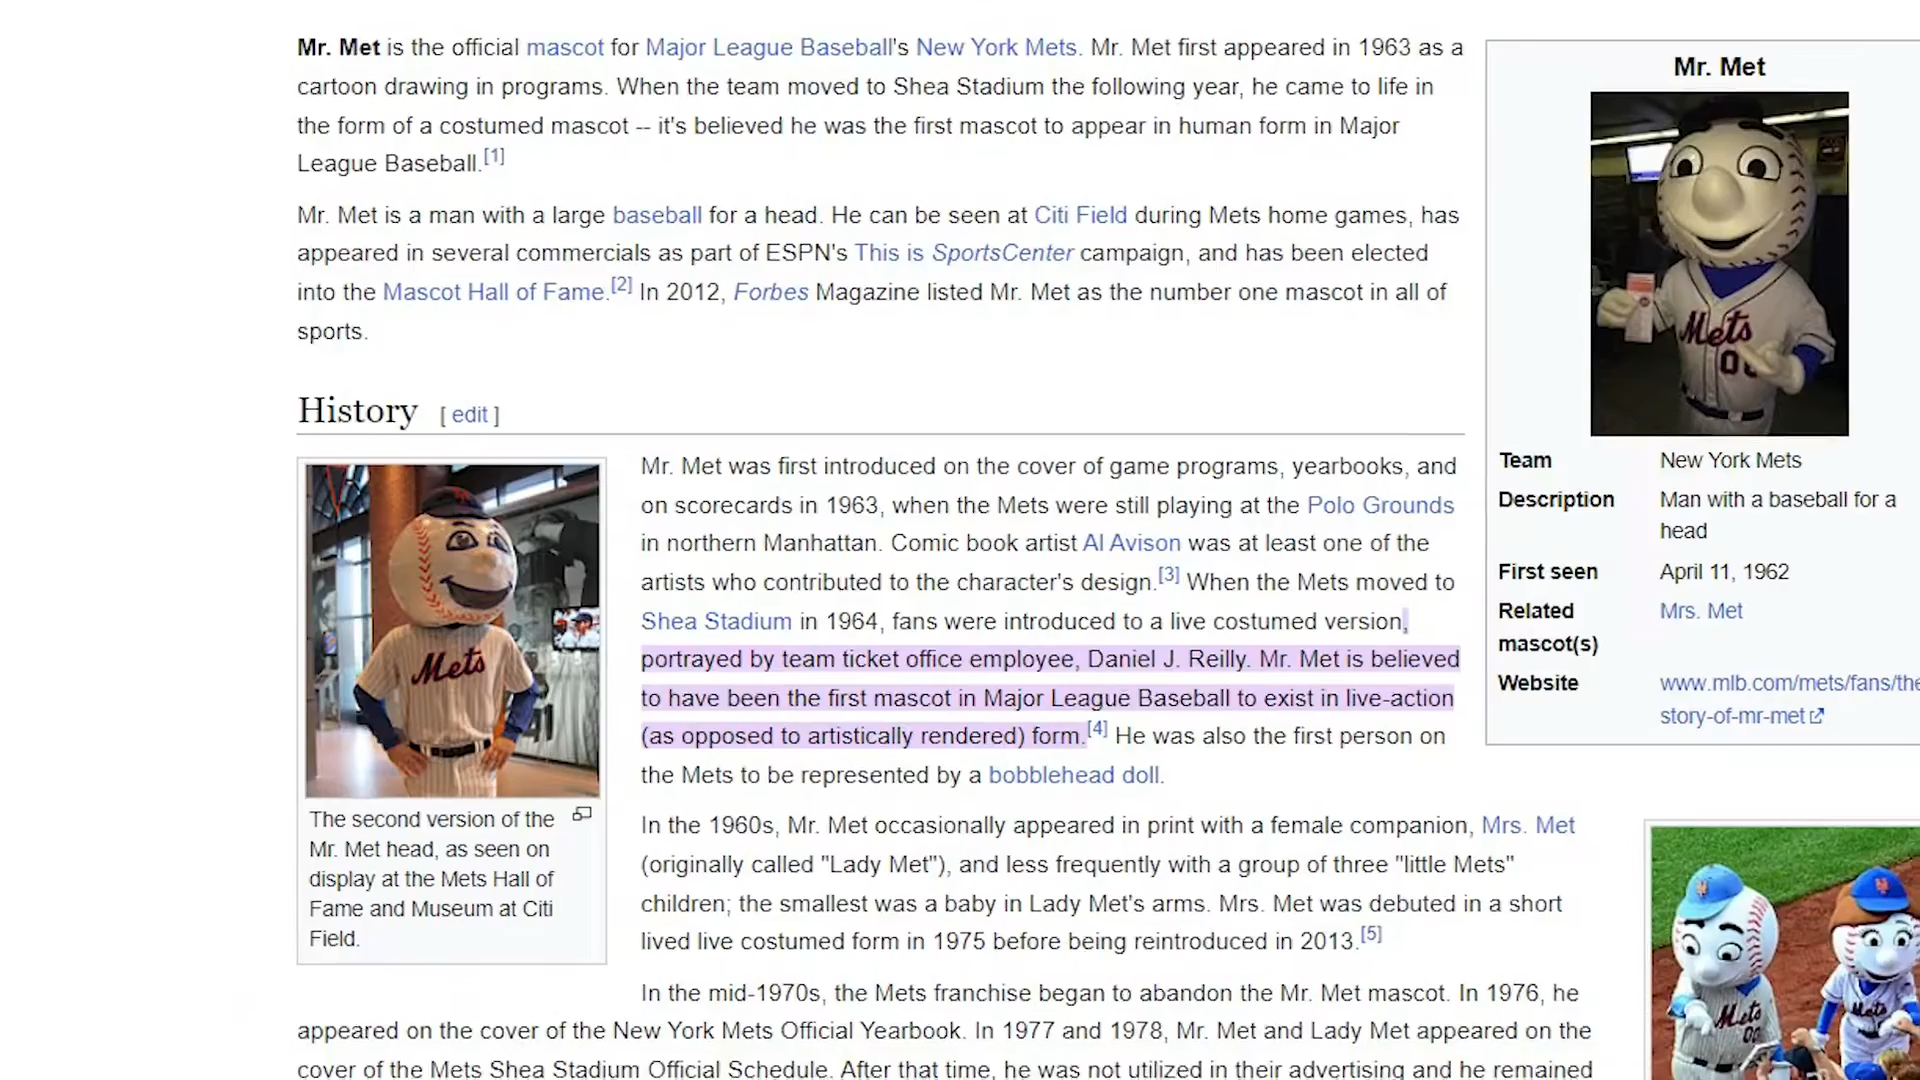 Mr. Met is the official mascot for Major League Baseball's New York Mets. Mr. Met first appeared in 1963 as a
cartoon drawing in programs. When the team moved to Shea Stadium the following year, he came to life in
the form of a costumed mascot -- it's believed he was the first mascot to appear in human form in Major
League Baseball.[1]
Mr. Met is a man with a large baseball for a head. He can be seen at Citi Field during Mets home games, has
appeared in several commercials as part of ESPN's This is SportsCenter campaign, and has been elected
into the Mascot Hall of Fame.[2] In 2012, Forbes Magazine listed Mr. Met as the number one mascot in all of
sports.
History [ edit ]
Mets
The second version of the
Mr. Met head, as seen on
display at the Mets Hall of
Fame and Museum at Citi
Field.
Mr. Met was first introduced on the cover of game programs, yearbooks, and
on scorecards in 1963, when the Mets were still playing at the Polo Grounds
in northern Manhattan. Comic book artist Al Avison was at least one of the
artists who contributed to the character's design.[3] When the Mets moved to
Shea Stadium in 1964, fans were introduced to a live costumed version,
portrayed by team ticket office employee, Daniel J. Reilly. Mr. Met is believed
to have been the first mascot in Major League Baseball to exist in live-action
(as opposed to artistically rendered) form.[4] He was also the first person on
the Mets to be represented by a bobblehead doll.
In the 1960s, Mr. Met occasionally appeared in print with a female companion, Mrs. Met
(originally called "Lady Met"), and less frequently with a group of three "little Mets"
children; the smallest was a baby in Lady Met's arms. Mrs. Met was debuted in a short
lived live costumed form in 1975 before being reintroduced in 2013.[5]
In the mid-1970s, the Mets franchise began to abandon the Mr. Met mascot. In 1976, he
appeared on the cover of the New York Mets Official Yearbook. In 1977 and 1978, Mr. Met and Lady Met appeared on the
cover of the Mets Shea Stadium Official Schedule. After that time, he was not utilized in their advertising and he remained
Mr. Met
Mets
00
Team New York Mets
Description Man with a baseball for a
head
First seen April 11, 1962
Related Mrs. Met
mascot(s)
Website www.mlb.com/mets/fans/the
story-of-mr-met
Mets
00
Mets